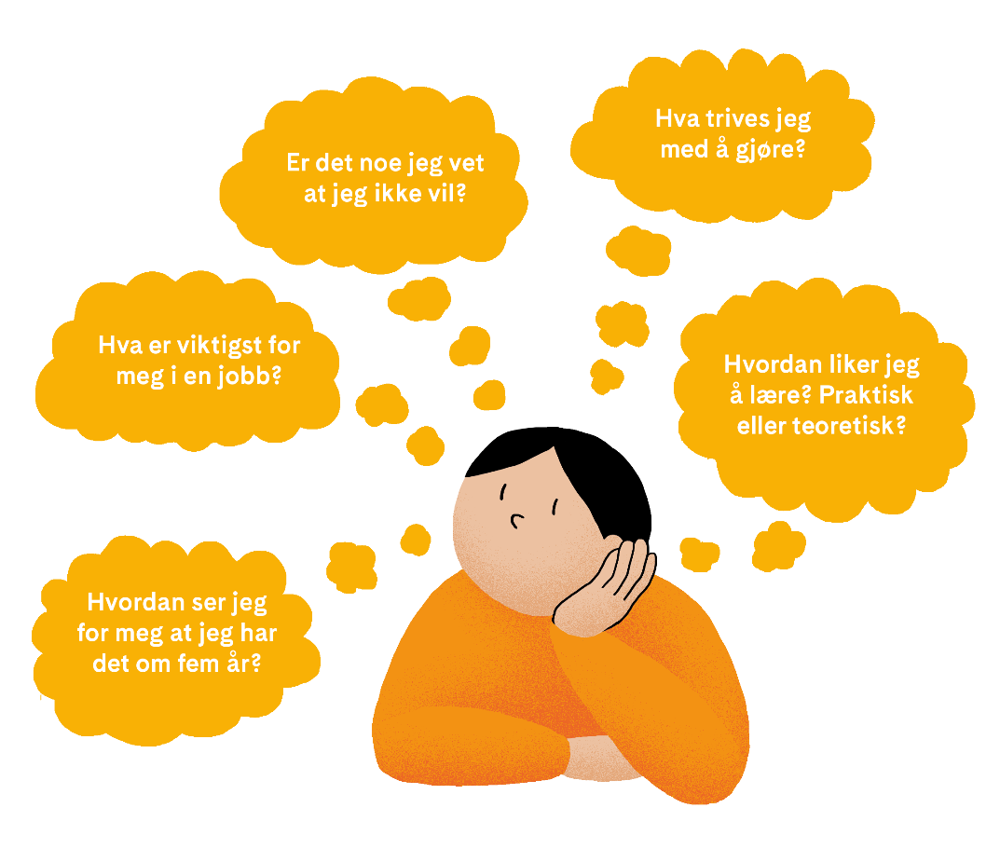 Hva trives jeg
med å gjøre?
Er det noe jeg vet
at jeg ikke vil?
Hva er viktigst for
meg i en jobb?
Hvordan liker jeg
å lære? Praktisk
eller teoretisk?
Hvordan ser jeg
for meg at jeg har
det om fem år?